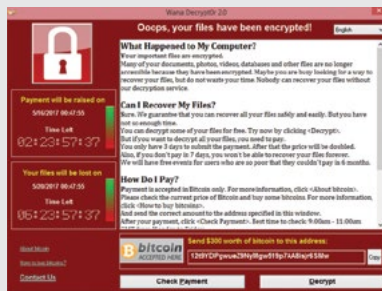 Wana Decrypt0r 2.0
Ooops, your files have been encrypted!
English
What Happened to My Computer?
Your important files are encrypted.
Many of your documents, photos, videos, databases and other files are no longer
accessible because they have been encrypted. Maybe you are busy looking for a way to
recover your files, but do not waste your time. Nobody can recover your files without
our decryption service.
Can I Recover My Files?
Sure. We guarantee that you can recover all your files safely and easily. But you have
not so enough time.
You can decrypt some of your files for free. Try now by clicking <Decrypt>.
But if you want to decrypt all your files, you need to pay.
You only have 3 days to submit the payment. After that the price will be doubled.
Also, if you don't pay in 7 days, you won't be able to recover your files forever.
We will have free events for users who are so poor that they couldn't pay in 6 months.
How Do I Pay?
Payment is accepted in Bitcoin only. For more information, click <About bitcoin>.
Please check the current price of Bitcoin and buy some bitcoins. For more information,
click <How to buy bitcoins>.
And send the correct amount to the address specified in this window.
After your payment, click <Check Payment>. Best time to check: 9:00am - 11:00am
Payment will be raised on
00:47:55
Time Left
02:23:57:37
Your files will be lost on
00:47:55
Time Left
06:23:57:37
About bitcoin
How to buy bitcoins?
Contact Us
bitcoin
ACCEPTED HERE
Send $300 worth of bitcoin to this address:
Copy
Check Payment
Decrypt